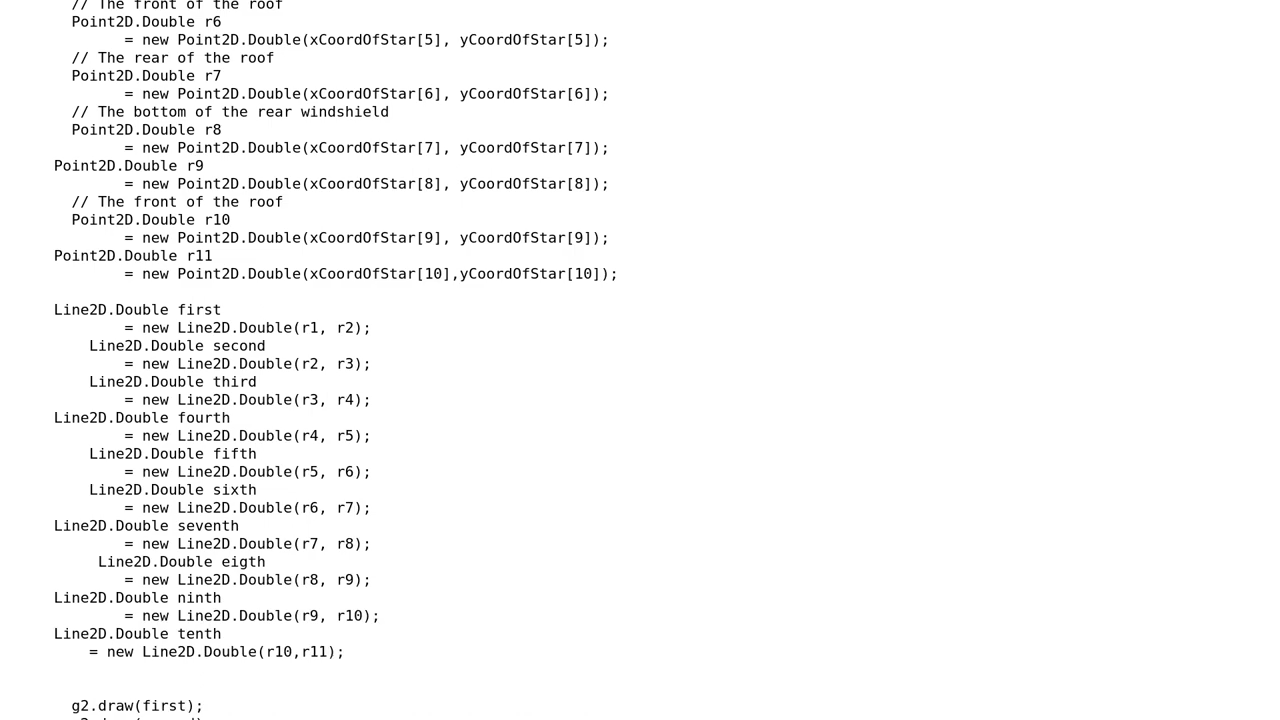 // The front of the roof
Point2D.Double r6
= new Point2D.Double(xCoordOfStar[5], yCoordOfStar[5]);
// The rear of the roof
Point2D.Double r7
= new Point2D.Double(xCoordOfStar[6], yCoordOfStar[6]);
// The bottom of the rear windshield
Point2D.Double r8
= new Point2D.Double(xCoordOfStar[7], yCoordOfStar[7]);
Point2D.Double r9
= new Point2D.Double(xCoordOfStar[8], yCoordOfStar[8]);
// The front of the roof
Point2D.Double r10
= new Point2D.Double(xCoordOfStar[9], yCoordOfStar[9]);
Point2D.Double r11
= new Point2D.Double(xCoordOfStar[10],yCoordOfStar[10]);
Line2D.Double first
= new Line2D.Double(r1, r2);
Line2D.Double second
= new Line2D.Double(r2, r3);
Line2D.Double third
= new Line2D.Double(r3, r4);
Line2D.Double fourth
= new Line2D.Double(r4, r5);
Line2D.Double fifth
= new Line2D.Double(r5, r6);
Line2D.Double sixth
= new Line2D.Double(r6, r7);
Line2D.Double seventh
= new Line2D.Double(r7, r8);
Line2D.Double eigth
= new Line2D.Double(r8, r9);
Line2D.Double ninth
= new Line2D.Double(r9, r10);
Line2D.Double tenth
= new Line2D.Double(r10,r11);
g2.draw(first);